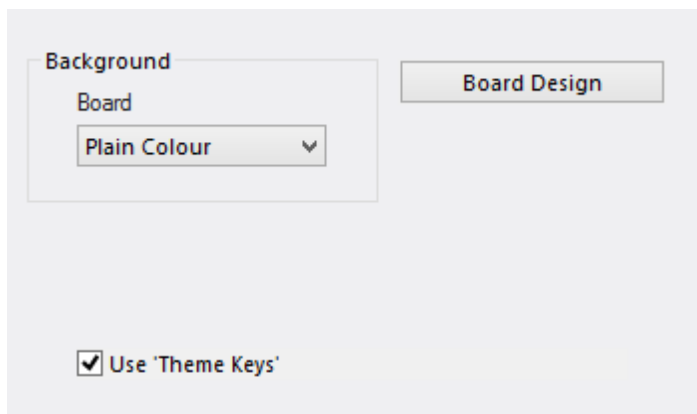 Background
Board Design
Board
Plain Colour
Use 'Theme Keys'